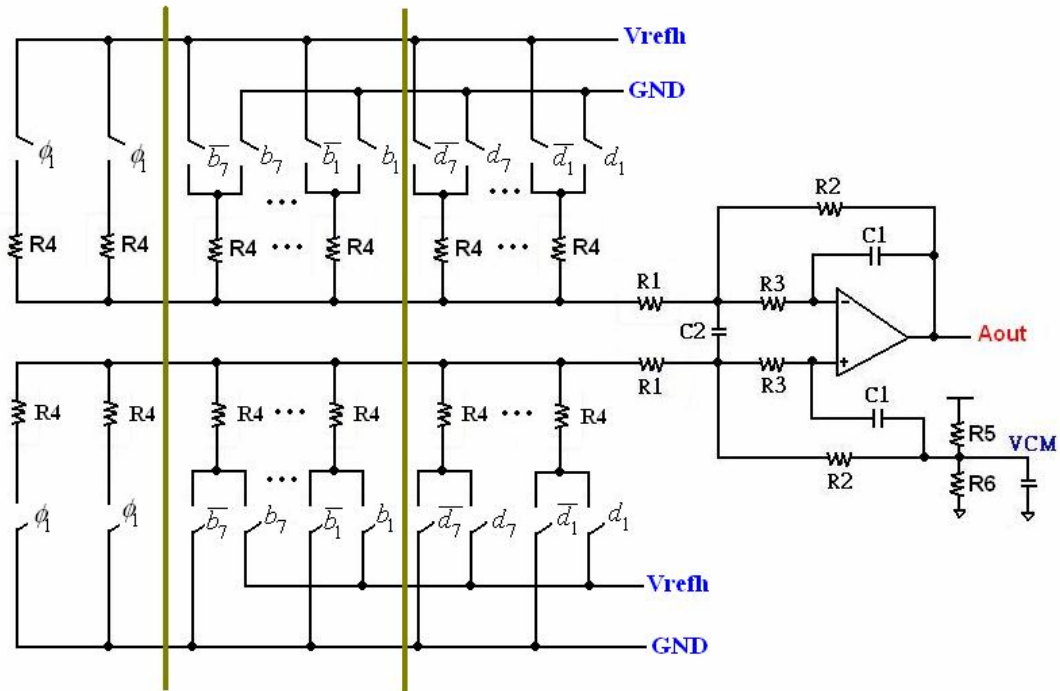 Vrefh
GND
ϕ₁ ϕ₁ b̅₇ b₇ b̅₁ b₁ d̅₇ d₇ d̅₁ d₁
R2
... ...
C1
R4 R4 R4 ... R4 R4 ... R4
R1 R3 -
C2 Aout
R1 R3 +
C1
R4 R4 R4 ... R4 R4 ... R4
R5 VCM
R2 R6
...
ϕ₁ ϕ₁ b̅₇ b₇ b̅₁ b₁ d̅₇ d₇ d̅₁ d₁
Vrefh
GND